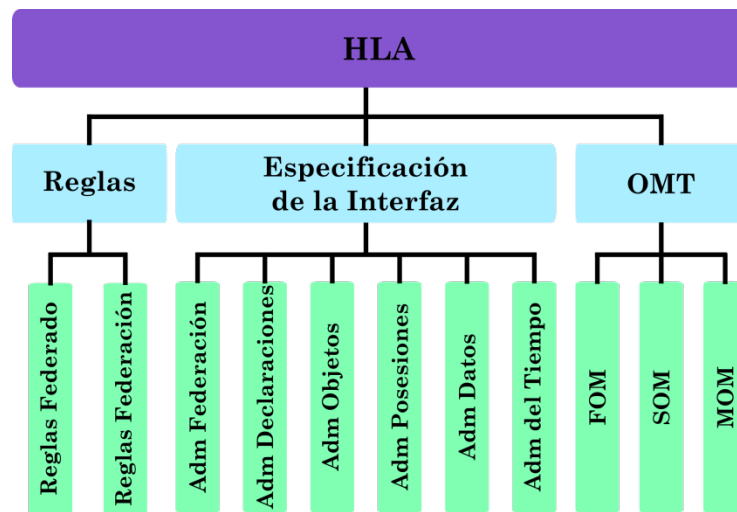 HLA
Reglas
Especificación
de la Interfaz
OMT
Reglas Federado
Reglas Federación
Adm Federación
Adm Declaraciones
Adm Objetos
Adm Posesiones
Adm Datos
Adm del Tiempo
FOM
SOM
MOM